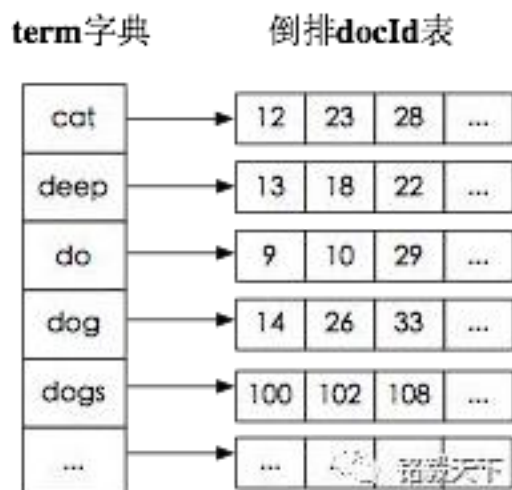 term字典 倒排docId表
cat 12 23 28 ...
deep 13 18 22 ...
do 9 10 29 ...
dog 14 26 33 ...
dogs 100 102 108 ...
... ...